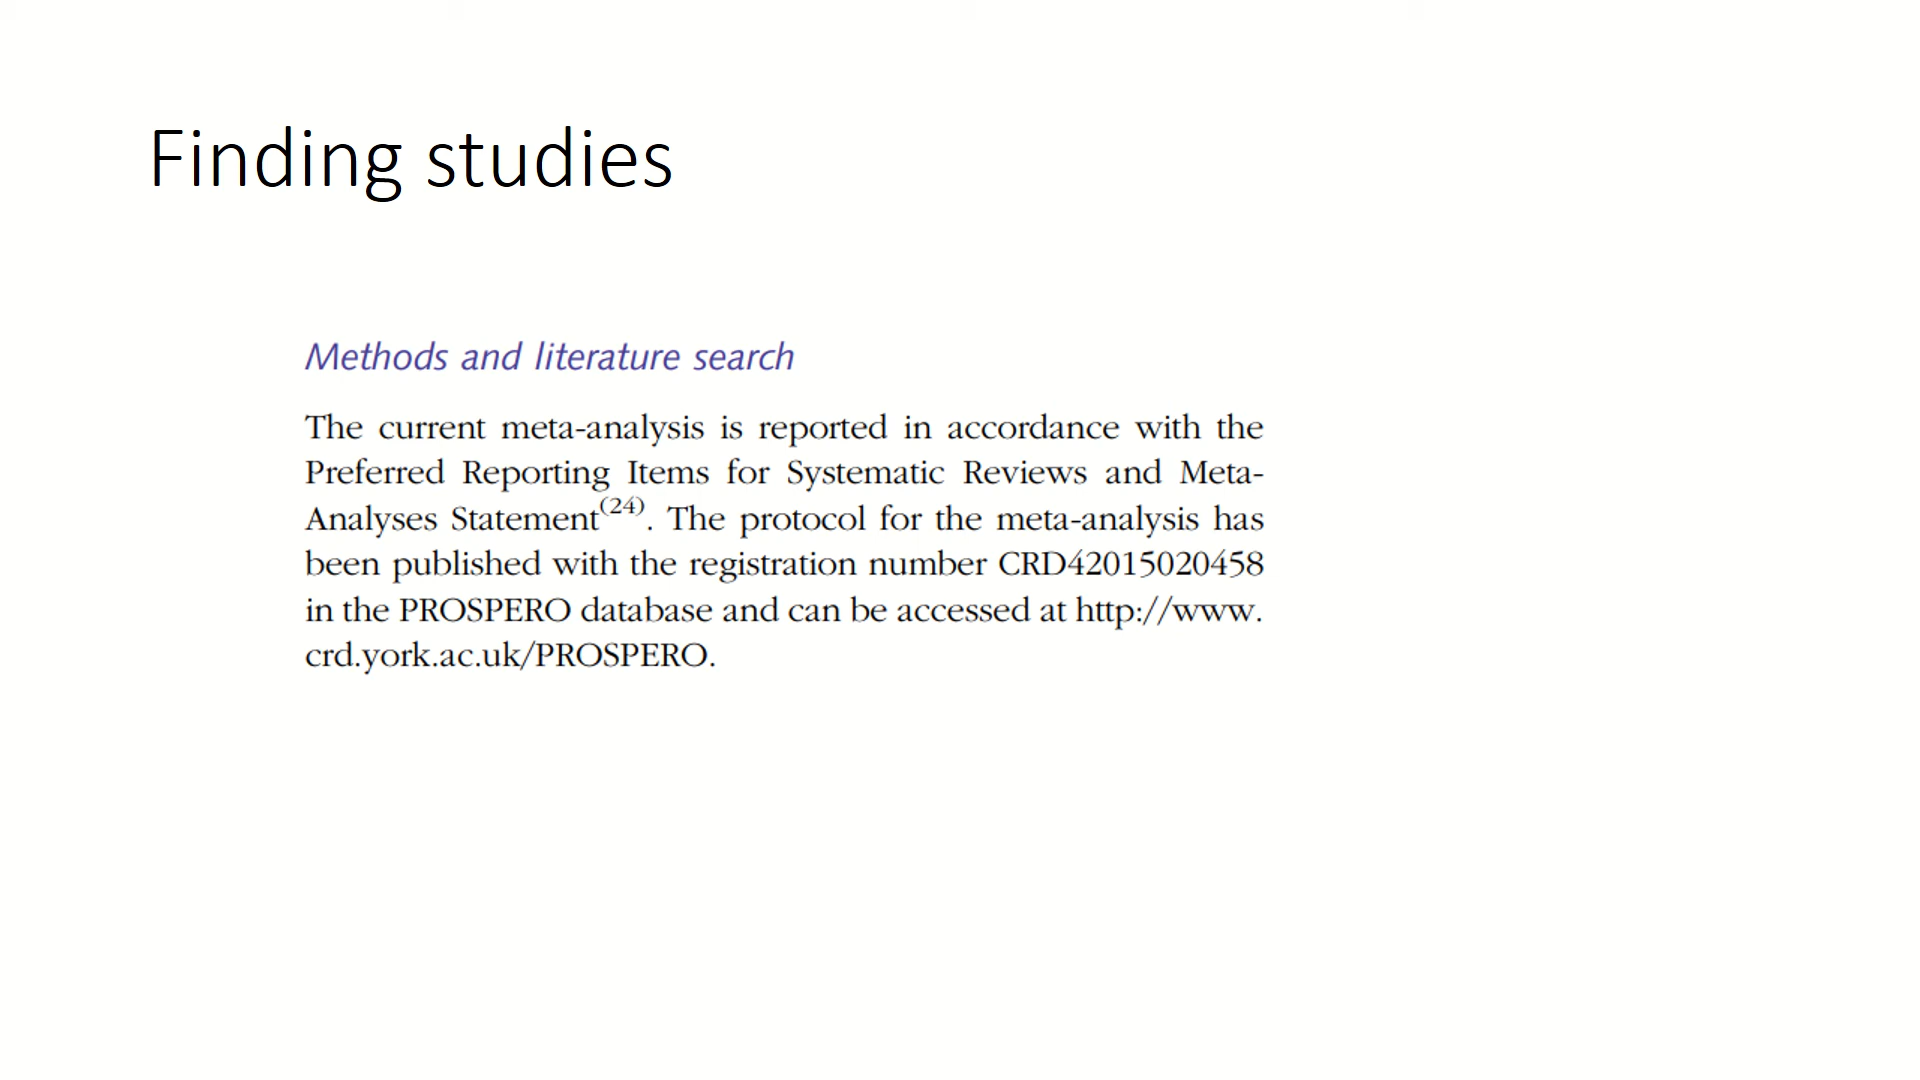 Finding studies
Methods and literature search
The current meta-analysis is reported in accordance with the
Preferred Reporting Items for Systematic Reviews and Meta-
Analyses Statement(24). The protocol for the meta-analysis has
been published with the registration number CRD42015020458
in the PROSPERO database and can be accessed at http://www.
crd.york.ac.uk/PROSPERO.